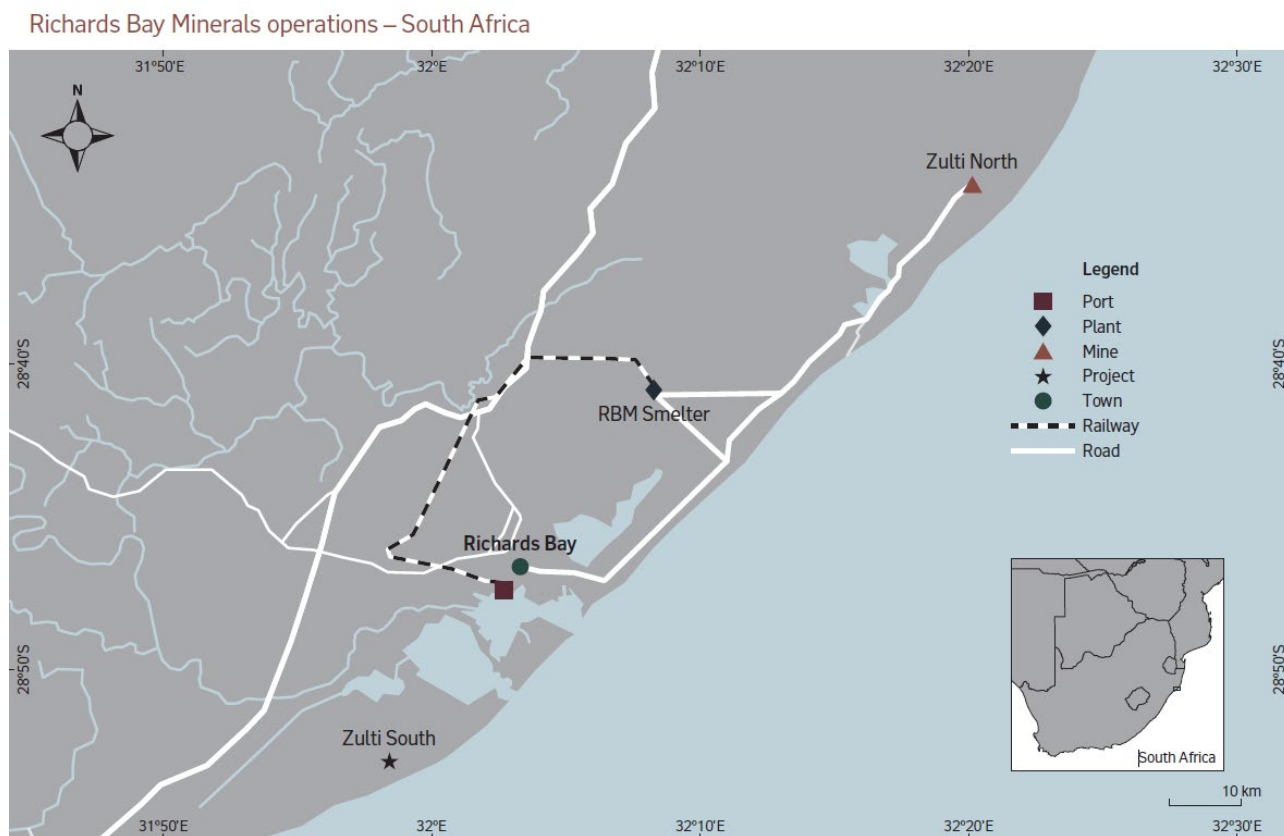 Richards Bay Minerals operations – South Africa
31°50'E
32°E
32°10'E
32°20'E
32°30'E
N
Zulti North
Legend
Port
Plant
Mine
Project
Town
Railway
Road
28°40'S
28°40'S
RBM Smelter
Richards Bay
28°50'S
28°50'S
Zulti South
South Africa
10 km
31°50'E
32°E
32°10'E
32°20'E
32°30'E